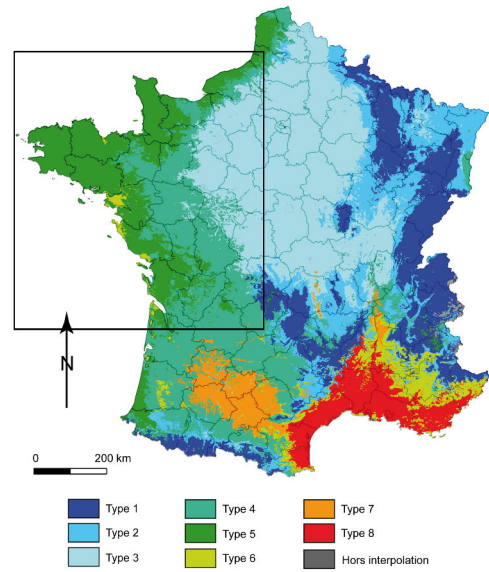 N
0 200 km
Type 1 Type 4 Type 7
Type 2 Type 5 Type 8
Type 3 Type 6 Hors interpolation